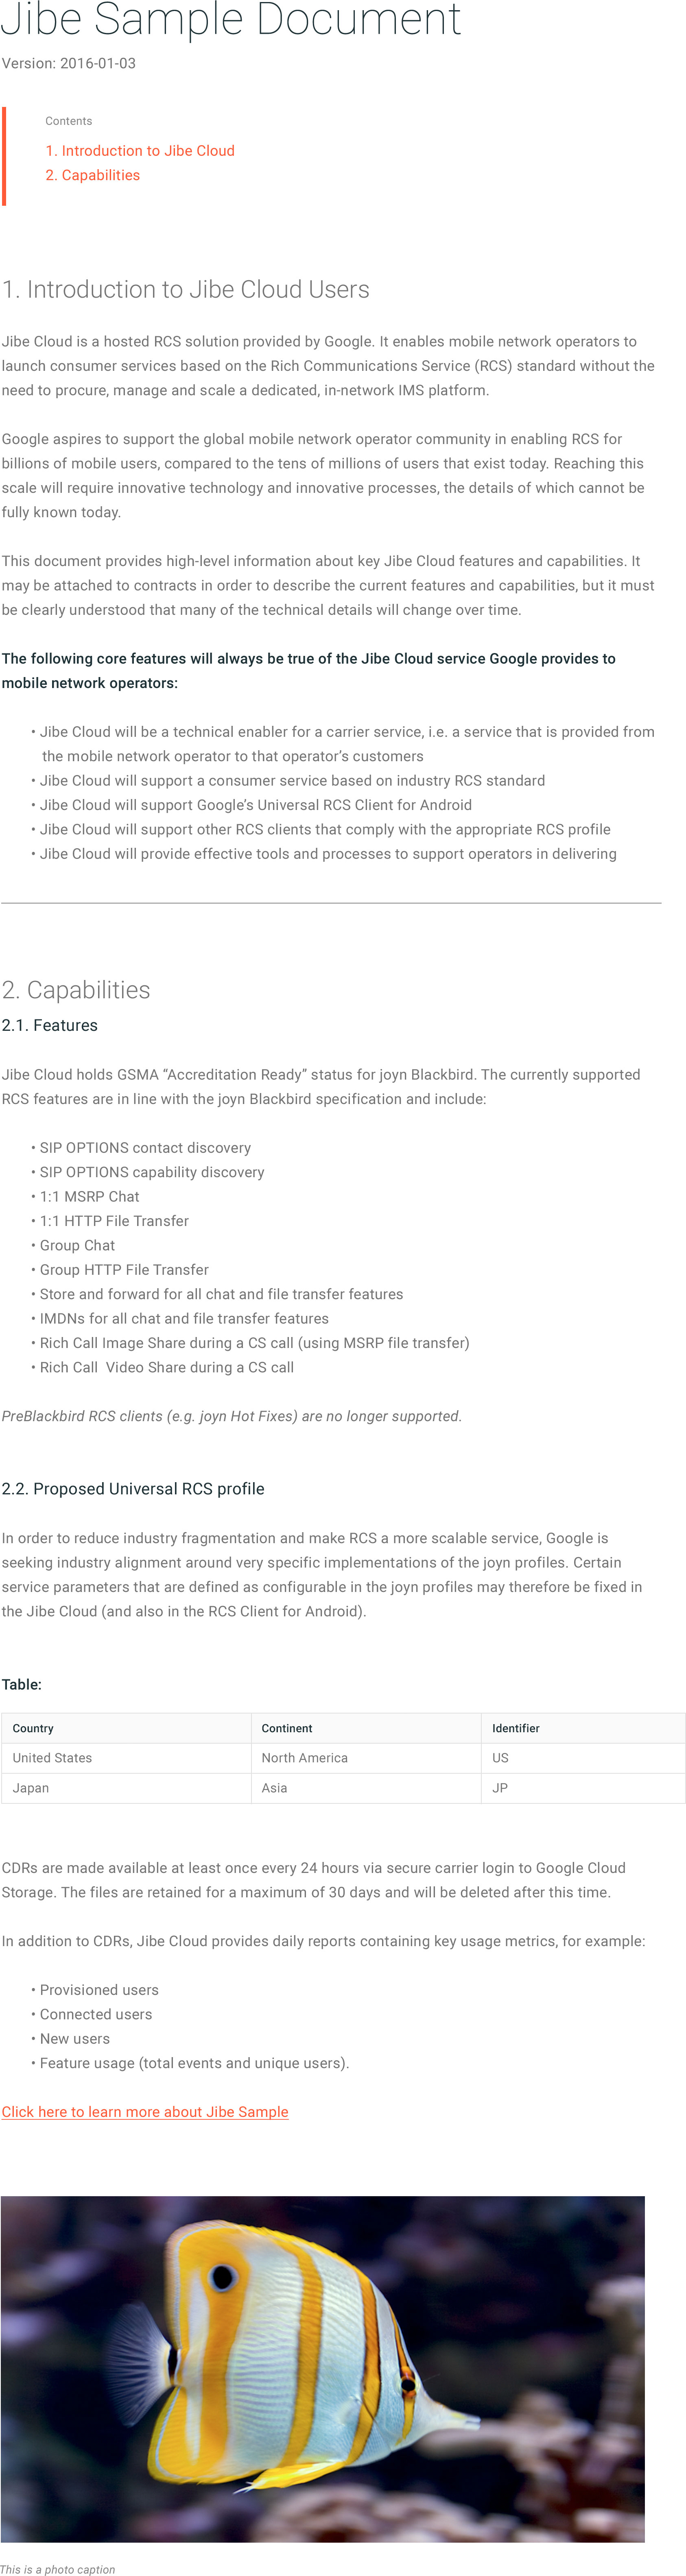 Jibe Sample Document
Version: 2016-01-03
Contents
1. Introduction to Jibe Cloud
2. Capabilities
1. Introduction to Jibe Cloud Users
Jibe Cloud is a hosted RCS solution provided by Google. It enables mobile network operators to
launch consumer services based on the Rich Communications Service (RCS) standard without the
need to procure, manage and scale a dedicated, in-network IMS platform.
Google aspires to support the global mobile network operator community in enabling RCS for
billions of mobile users, compared to the tens of millions of users that exist today. Reaching this
scale will require innovative technology and innovative processes, the details of which cannot be
fully known today.
This document provides high-level information about key Jibe Cloud features and capabilities. It
may be attached to contracts in order to describe the current features and capabilities, but it must
be clearly understood that many of the technical details will change over time.
The following core features will always be true of the Jibe Cloud service Google provides to
mobile network operators:
• Jibe Cloud will be a technical enabler for a carrier service, i.e. a service that is provided from
the mobile network operator to that operator’s customers
• Jibe Cloud will support a consumer service based on industry RCS standard
• Jibe Cloud will support Google’s Universal RCS Client for Android
• Jibe Cloud will support other RCS clients that comply with the appropriate RCS profile
• Jibe Cloud will provide effective tools and processes to support operators in delivering
2. Capabilities
2.1. Features
Jibe Cloud holds GSMA “Accreditation Ready” status for joyn Blackbird. The currently supported
RCS features are in line with the joyn Blackbird specification and include:
• SIP OPTIONS contact discovery
• SIP OPTIONS capability discovery
• 1:1 MSRP Chat
• 1:1 HTTP File Transfer
• Group Chat
• Group HTTP File Transfer
• Store and forward for all chat and file transfer features
• IMDNs for all chat and file transfer features
• Rich Call Image Share during a CS call (using MSRP file transfer)
• Rich Call  Video Share during a CS call
PreBlackbird RCS clients (e.g. joyn Hot Fixes) are no longer supported.
2.2. Proposed Universal RCS profile
In order to reduce industry fragmentation and make RCS a more scalable service, Google is
seeking industry alignment around very specific implementations of the joyn profiles. Certain
service parameters that are defined as configurable in the joyn profiles may therefore be fixed in
the Jibe Cloud (and also in the RCS Client for Android).
Table:
Country Continent Identifier
United States North America US
Japan Asia JP
CDRs are made available at least once every 24 hours via secure carrier login to Google Cloud
Storage. The files are retained for a maximum of 30 days and will be deleted after this time.
In addition to CDRs, Jibe Cloud provides daily reports containing key usage metrics, for example:
• Provisioned users
• Connected users
• New users
• Feature usage (total events and unique users).
Click here to learn more about Jibe Sample
This is a photo caption